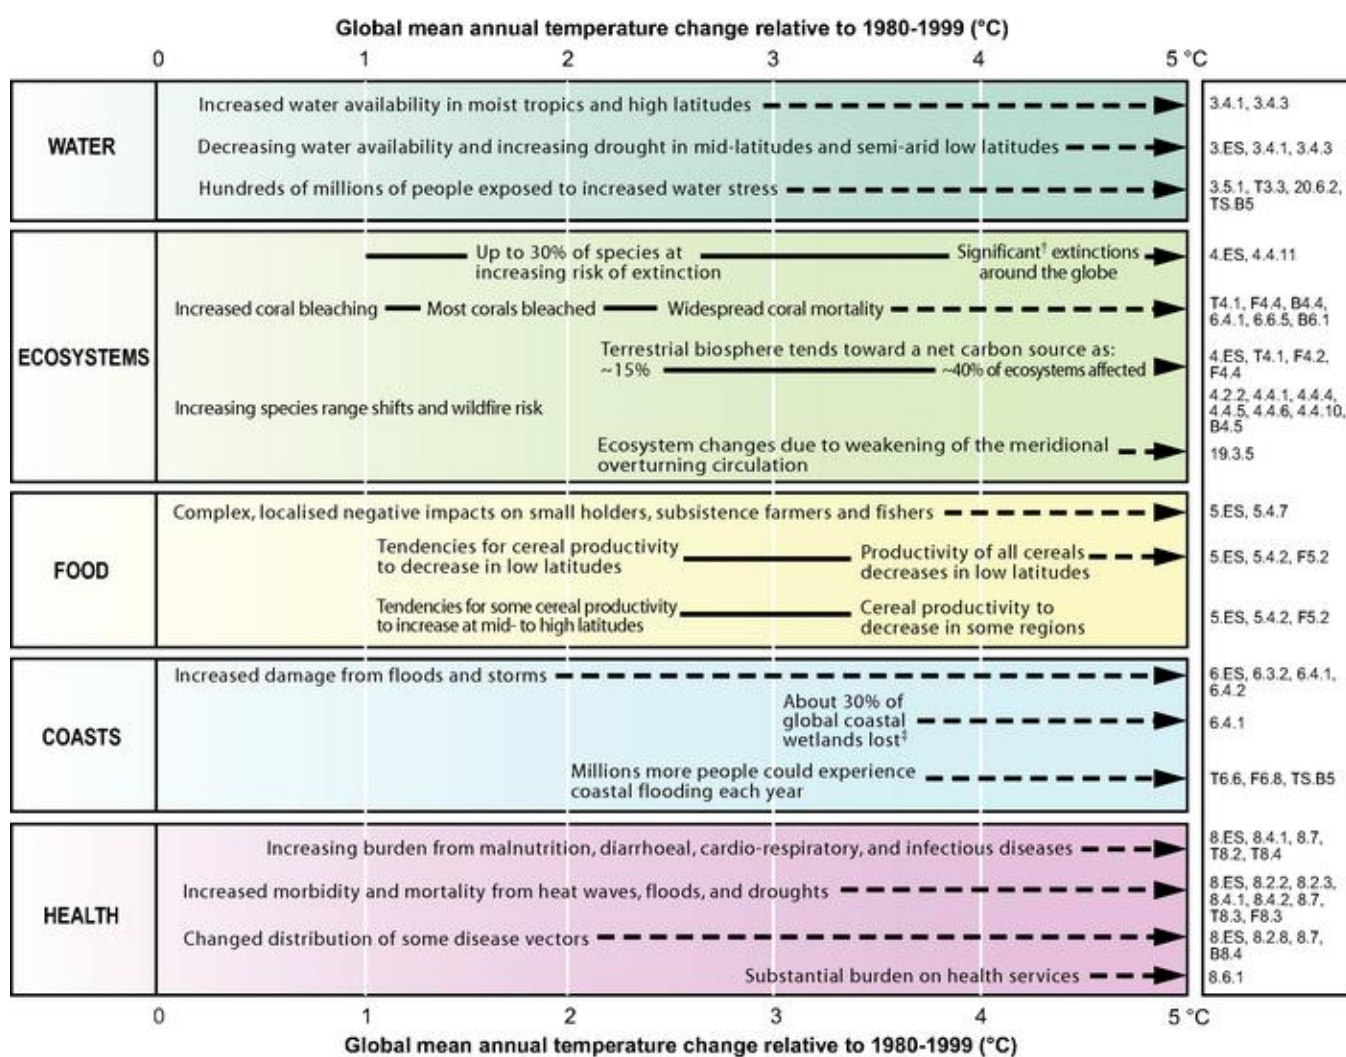 Global mean annual temperature change relative to 1980-1999 (°C)
0 1 2 3 4 5 °C
WATER
Increased water availability in moist tropics and high latitudes
3.4.1, 3.4.3
Decreasing water availability and increasing drought in mid-latitudes and semi-arid low latitudes
3.ES, 3.4.1, 3.4.3
Hundreds of millions of people exposed to increased water stress
3.5.1, T3.3, 20.6.2,
TS.B5
ECOSYSTEMS
Up to 30% of species at
increasing risk of extinction
Significant† extinctions
around the globe
4.ES, 4.4.11
Increased coral bleaching Most corals bleached Widespread coral mortality
T4.1, F4.4, B4.4,
6.4.1, 6.6.5, B6.1
Terrestrial biosphere tends toward a net carbon source as:
~15% ~40% of ecosystems affected
4.ES, T4.1, F4.2,
F4.4
Increasing species range shifts and wildfire risk
4.2.2, 4.4.1, 4.4.4,
4.4.5, 4.4.6, 4.4.10,
B4.5
Ecosystem changes due to weakening of the meridional
overturning circulation
19.3.5
FOOD
Complex, localised negative impacts on small holders, subsistence farmers and fishers
5.ES, 5.4.7
Tendencies for cereal productivity
to decrease in low latitudes
Productivity of all cereals
decreases in low latitudes
5.ES, 5.4.2, F5.2
Tendencies for some cereal productivity
to increase at mid- to high latitudes
Cereal productivity to
decrease in some regions
5.ES, 5.4.2, F5.2
COASTS
Increased damage from floods and storms
6.ES, 6.3.2, 6.4.1,
6.4.2
About 30% of
global coastal
wetlands lost‡
6.4.1
Millions more people could experience
coastal flooding each year
T6.6, F6.8, TS.B5
HEALTH
Increasing burden from malnutrition, diarrhoeal, cardio-respiratory, and infectious diseases
8.ES, 8.4.1, 8.7,
T8.2, T8.4
Increased morbidity and mortality from heat waves, floods, and droughts
8.ES, 8.2.2, 8.2.3,
8.4.1, 8.4.2, 8.7,
T8.3, F8.3
Changed distribution of some disease vectors
8.ES, 8.2.8, 8.7,
B8.4
Substantial burden on health services
8.6.1
0 1 2 3 4 5 °C
Global mean annual temperature change relative to 1980-1999 (°C)